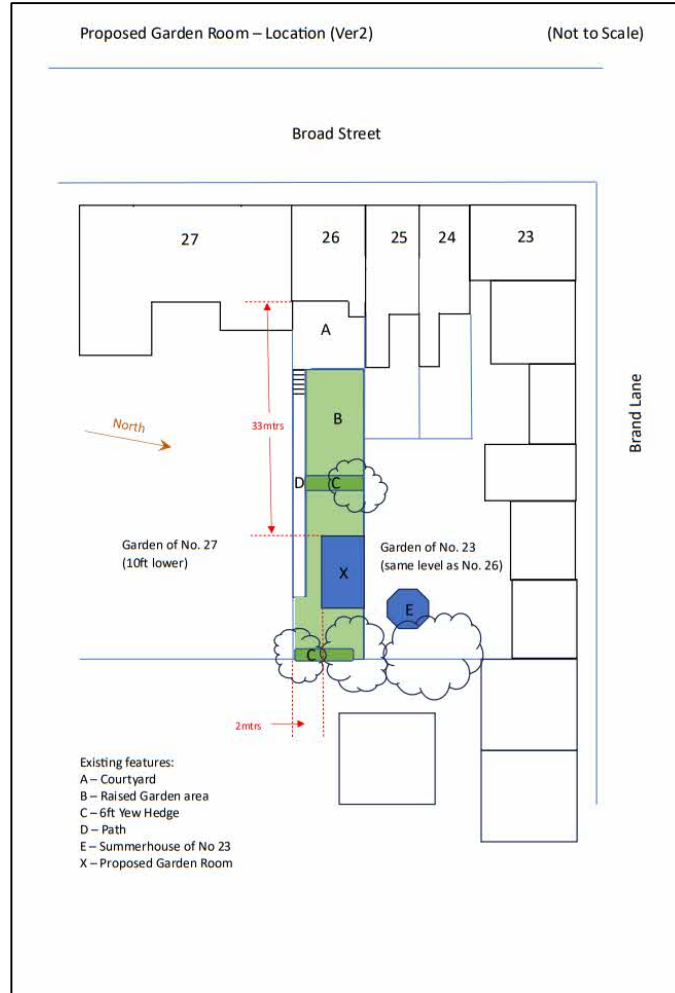 Proposed Garden Room – Location (Ver2)
(Not to Scale)
Broad Street
27
26
25
24
23
A
Brand Lane
B
North
33mtrs
D
C
Garden of No. 27
(10ft lower)
Garden of No. 23
(same level as No. 26)
X
E
C
2mtrs
Existing features:
A – Courtyard
B – Raised Garden area
C – 6ft Yew Hedge
D – Path
E – Summerhouse of No 23
X – Proposed Garden Room